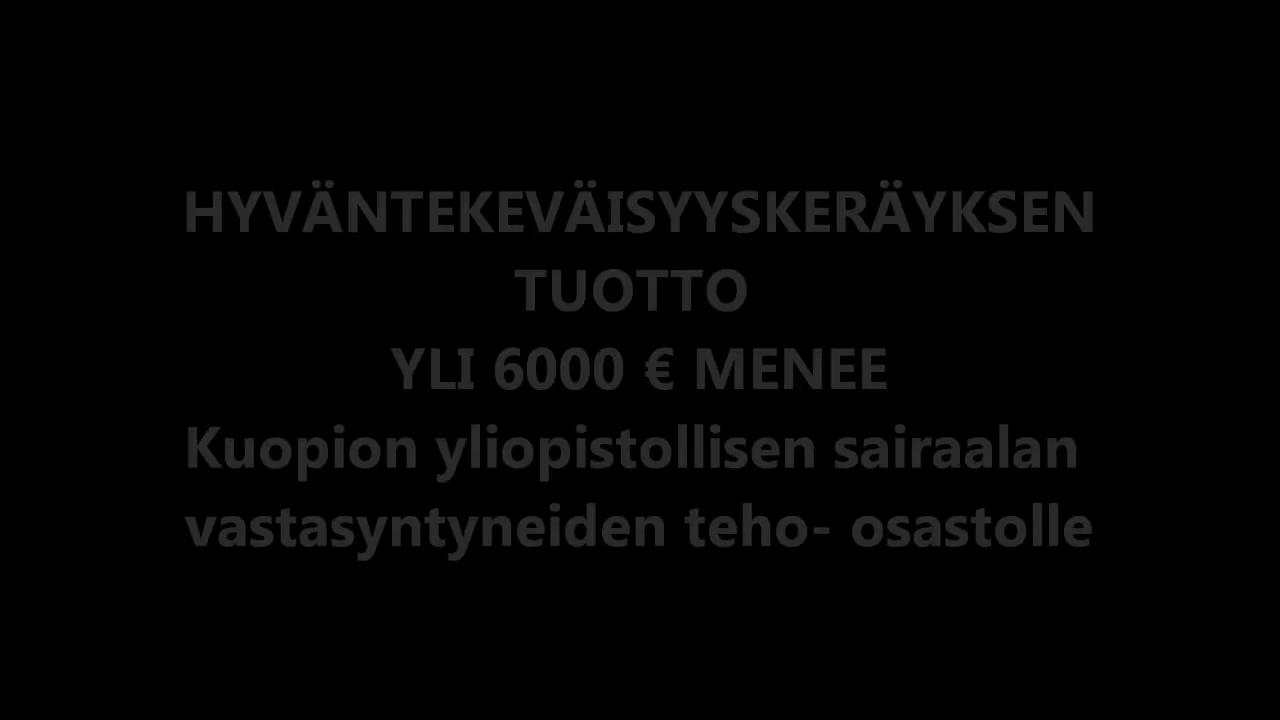 HYVÄNTEKEVÄISYYSKERÄYKSEN
TUOTTO
YLI 6000 € MENEE
Kuopion yliopistollisen sairaalan
vastasyntyneiden teho- osastolle